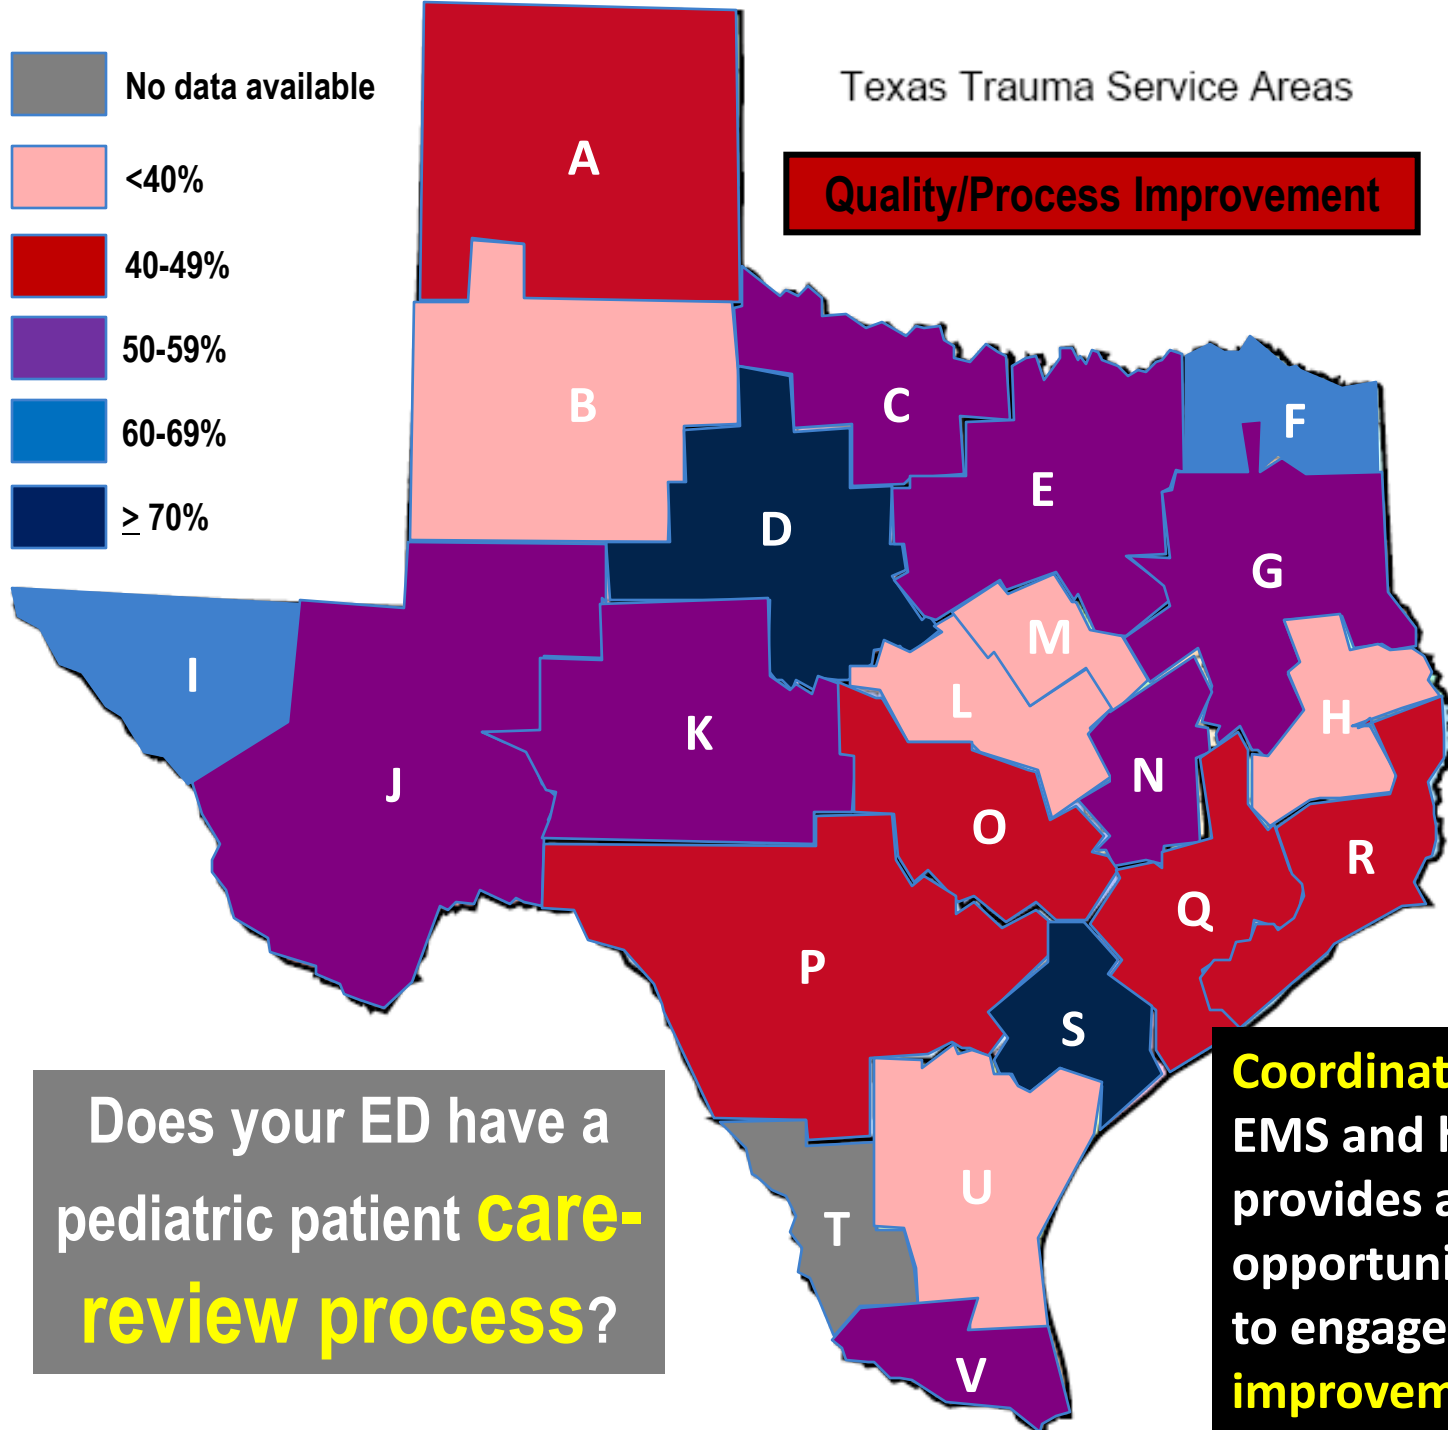 No data available
<40%
40-49%
50-59%
60-69%
> 70%
Texas Trauma Service Areas
Quality/Process Improvement
A
B
C
D
E
F
G
H
I
J
K
L
M
N
O
P
Q
R
S
T
U
V
Does your ED have a
pediatric patient care-
review process?
EMS and
provides
to engage